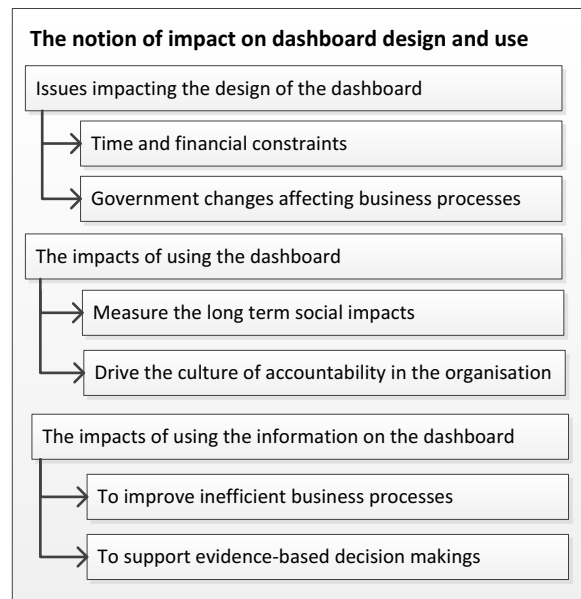 The notion of impact on dashboard design and use
Issues impacting the design of the dashboard
Time and financial constraints
Government changes affecting business processes
The impacts of using the dashboard
Measure the long term social impacts
Drive the culture of accountability in the organisation
The impacts of using the information on the dashboard
To improve inefficient business processes
To support evidence-based decision makings